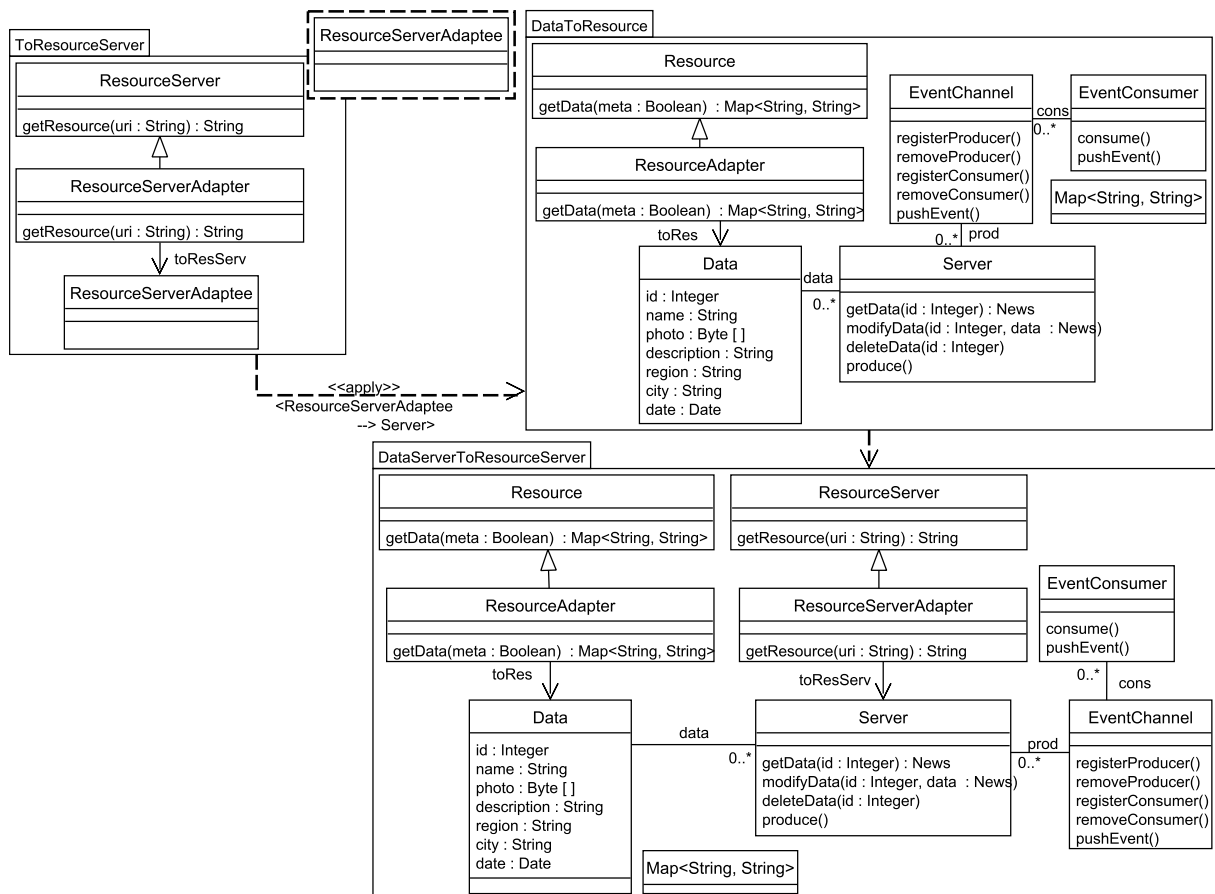 ToResourceServer
ResourceServer
getResource(uri : String) : String
ResourceServerAdapter
getResource(uri : String) : String
toResServ
ResourceServerAdaptee
ResourceServerAdaptee
<<apply>>
<ResourceServerAdaptee
--> Server>
DataToResource
Resource
getData(meta : Boolean) : Map<String, String>
ResourceAdapter
getData(meta : Boolean) : Map<String, String>
toRes
Data
id : Integer
name : String
photo : Byte [ ]
description : String
region : String
city : String
date : Date
data
0..*
EventChannel
registerProducer()
removeProducer()
registerConsumer()
removeConsumer()
pushEvent()
cons
0..*
EventConsumer
consume()
pushEvent()
Map<String, String>
0..*
prod
Server
getData(id : Integer) : News
modifyData(id : Integer, data : News)
deleteData(id : Integer)
produce()
DataServerToResourceServer
Resource
getData(meta : Boolean) : Map<String, String>
ResourceAdapter
getData(meta : Boolean) : Map<String, String>
toRes
Data
id : Integer
name : String
photo : Byte [ ]
description : String
region : String
city : String
date : Date
data
0..*
ResourceServer
getResource(uri : String) : String
ResourceServerAdapter
getResource(uri : String) : String
toResServ
Server
getData(id : Integer) : News
modifyData(id : Integer, data : News)
deleteData(id : Integer)
produce()
prod
0..*
EventConsumer
consume()
pushEvent()
0..*
cons
EventChannel
registerProducer()
removeProducer()
registerConsumer()
removeConsumer()
pushEvent()
Map<String, String>